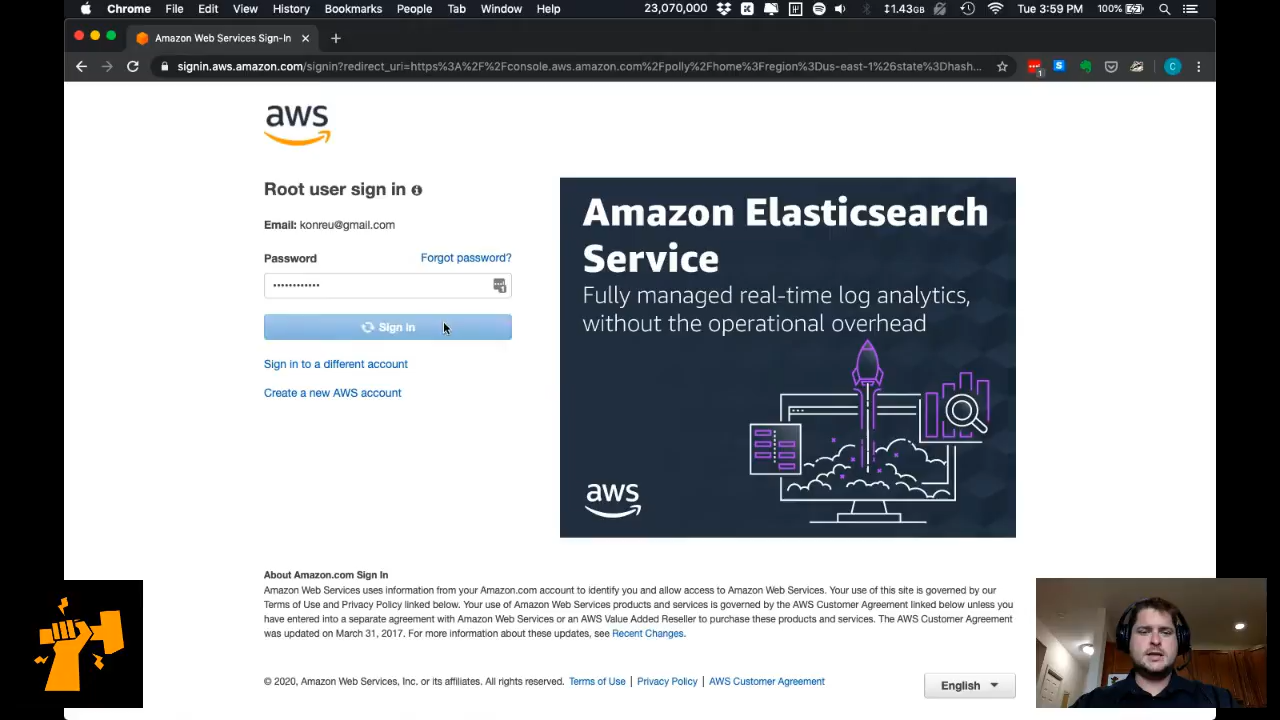 Chrome File Edit View History Bookmarks People Tab Window Help 23,070,000 1.43GB Tue 3:59 PM 100%
Amazon Web Services Sign-In
signin.aws.amazon.com/signin?redirect_uri=https%3A%2F%2Fconsole.aws.amazon.com%2Fpolly%2Fhome%3Fregion%3Dus-east-1%26state%3Dhash...
aws
Root user sign in
Email: konreu@gmail.com
Password Forgot password?
Sign in
Sign in to a different account
Create a new AWS account
Amazon Elasticsearch
Service
Fully managed real-time log analytics,
without the operational overhead
aws
About Amazon.com Sign In
Amazon Web Services uses information from your Amazon.com account to identify you and allow access to Amazon Web Services. Your use of this site is governed by our
Terms of Use and Privacy Policy linked below. Your use of Amazon Web Services products and services is governed by the AWS Customer Agreement linked below unless you
have entered into a separate agreement with Amazon Web Services or an AWS Value Added Reseller to purchase these products and services. The AWS Customer Agreement
was updated on March 31, 2017. For more information about these updates, see Recent Changes.
© 2020, Amazon Web Services, Inc. or its affiliates. All rights reserved. Terms of Use | Privacy Policy | AWS Customer Agreement
English